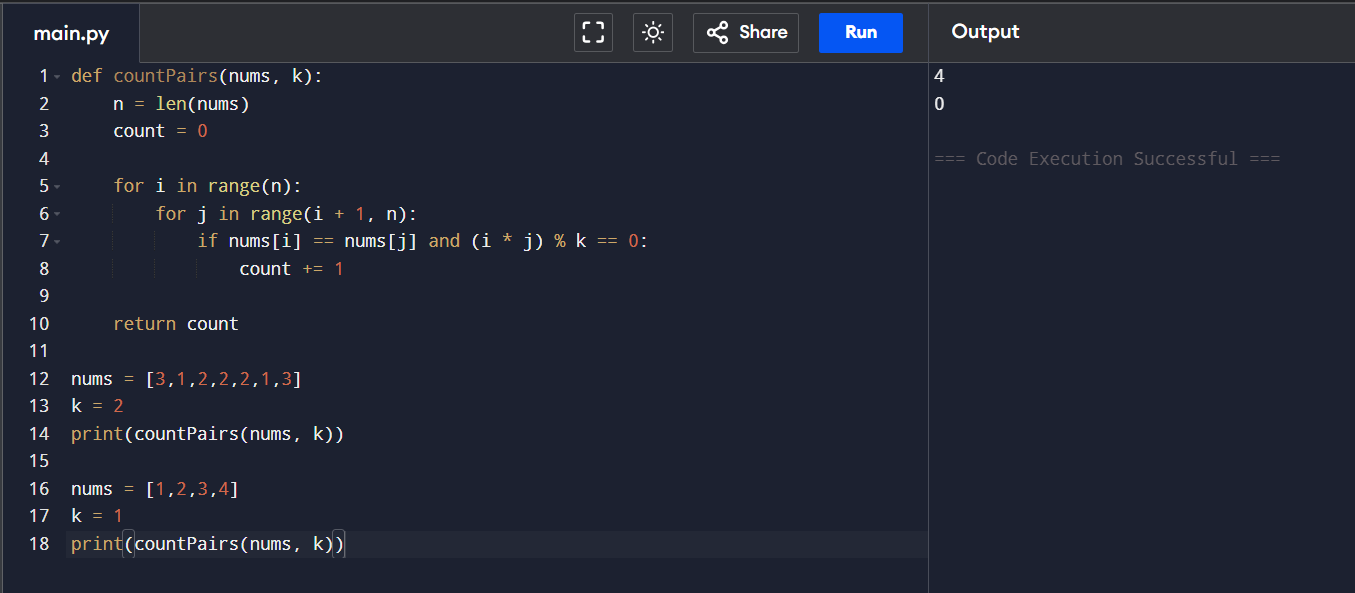 main.py
Share
Run
Output
1 def countPairs(nums, k):
2     n = len(nums)
3     count = 0
4
5     for i in range(n):
6         for j in range(i + 1, n):
7             if nums[i] == nums[j] and (i * j) % k == 0:
8                 count += 1
9
10     return count
11
12 nums = [3,1,2,2,2,1,3]
13 k = 2
14 print(countPairs(nums, k))
15
16 nums = [1,2,3,4]
17 k = 1
18 print(countPairs(nums, k))
4
0
=== Code Execution Successful ===